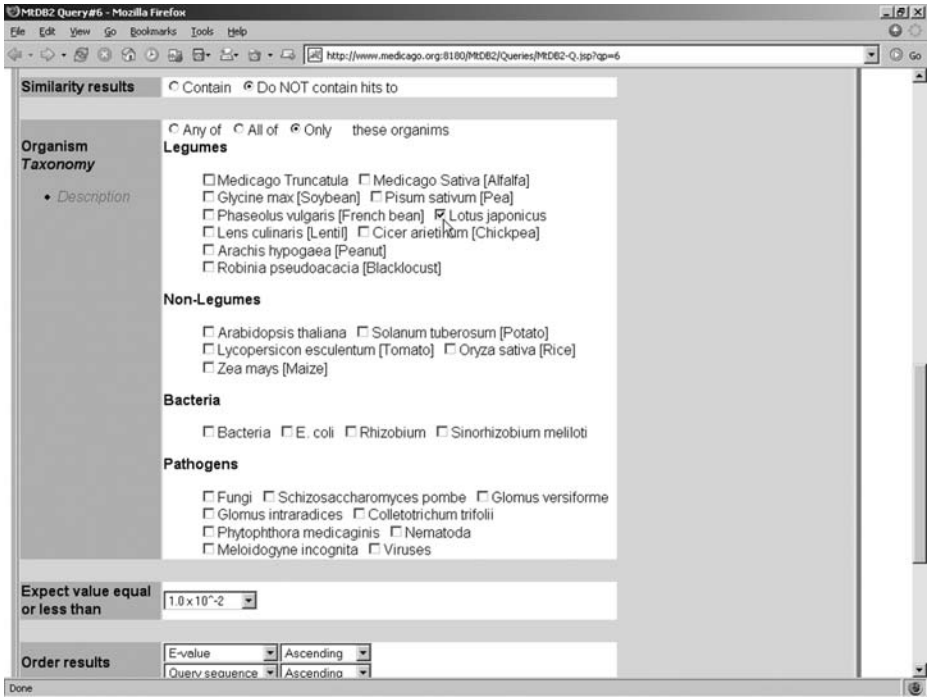 MtDB2 Query#6 - Mozilla Firefox
File Edit View Go Bookmarks Tools Help
http://www.medicago.org:8180/MtDB2/Queries/MtDB2-Q.jsp?qp=6 Go
Similarity results Contain Do NOT contain hits to
Any of All of Only these organims
Organism
Taxonomy
• Description
Legumes
Medicago Truncatula Medicago Sativa [Alfalfa]
Glycine max [Soybean] Pisum sativum [Pea]
Phaseolus vulgaris [French bean] Lotus japonicus
Lens culinaris [Lentil] Cicer arietinum [Chickpea]
Arachis hypogaea [Peanut]
Robinia pseudoacacia [Blacklocust]
Non-Legumes
Arabidopsis thaliana Solanum tuberosum [Potato]
Lycopersicon esculentum [Tomato] Oryza sativa [Rice]
Zea mays [Maize]
Bacteria
Bacteria E. coli Rhizobium Sinorhizobium meliloti
Pathogens
Fungi Schizosaccharomyces pombe Glomus versiforme
Glomus intraradices Colletotrichum trifolii
Phytophthora medicaginis Nematoda
Meloidogyne incognita Viruses
Expect value equal
or less than
1.0 x 10^-2
Order results
E-value Ascending
Query sequence Ascending
Done